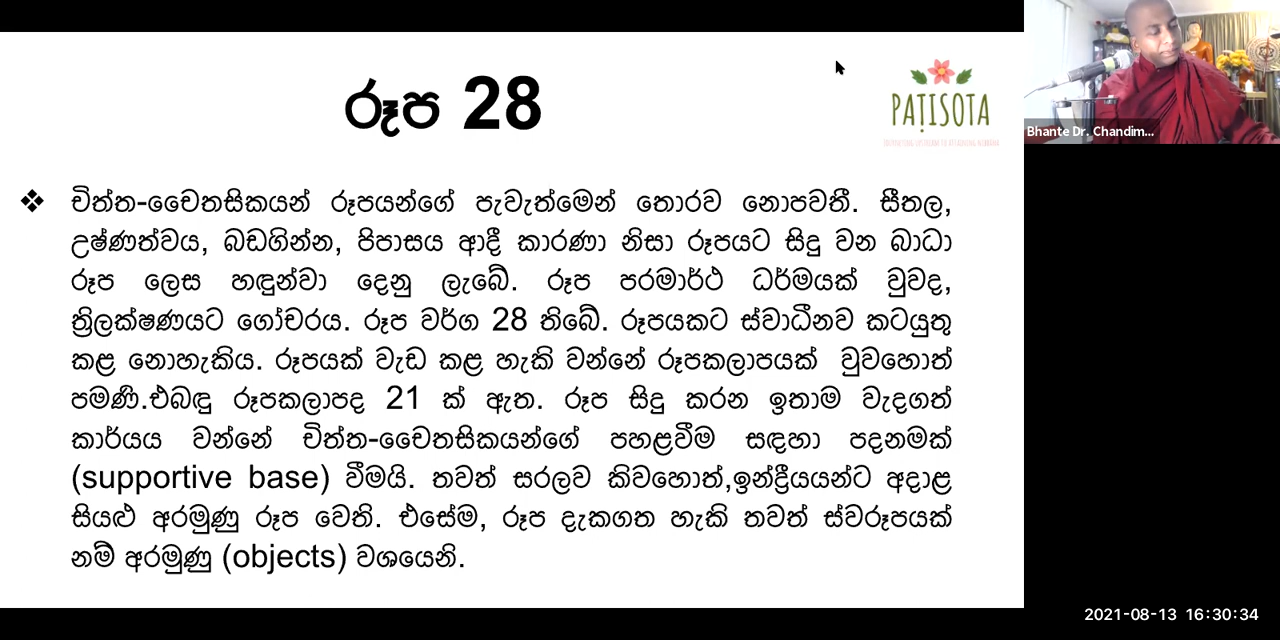 රූප 28
PAṬISOTA
❖ චිත්ත-චෛතසිකයන් රූපයන්ගේ පැවැත්මෙන් තොරව නොපවතී. සීතල,
උෂ්ණත්වය, බඩගින්න, පිපාසය ආදී කාරණා නිසා රූපයට සිදු වන බාධා
රූප ලෙස හඳුන්වා දෙනු ලැබේ. රූප පරමාර්ථ ධර්මයක් වුවද,
ත්‍රිලක්ෂණයට ගෝචරය. රූප වර්ග 28 තිබේ. රූපයකට ස්වාධීනව කටයුතු
කළ නොහැකිය. රූපයක් වැඩ කළ හැකි වන්නේ රූපකලාපයක් වුවහොත්
පමණි.එබඳු රූපකලාපද 21 ක් ඇත. රූප සිදු කරන ඉතාම වැදගත්
කාර්යය වන්නේ චිත්ත-චෛතසිකයන්ගේ පහළවීම සඳහා පදනමක්
(supportive base) වීමයි. තවත් සරලව කිවහොත්,ඉන්ද්‍රියයන්ට අදාළ
සියළු අරමුණු රූප වෙති. එසේම, රූප දැකගත හැකි තවත් ස්වරූපයක්
නම් අරමුණු (objects) වශයෙනි.
Bhante Dr. Chandim...
2021-08-13 16:30:34